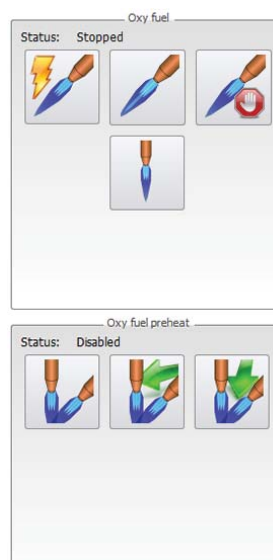 Oxy fuel
Status: Stopped
Oxy fuel preheat
Status: Disabled